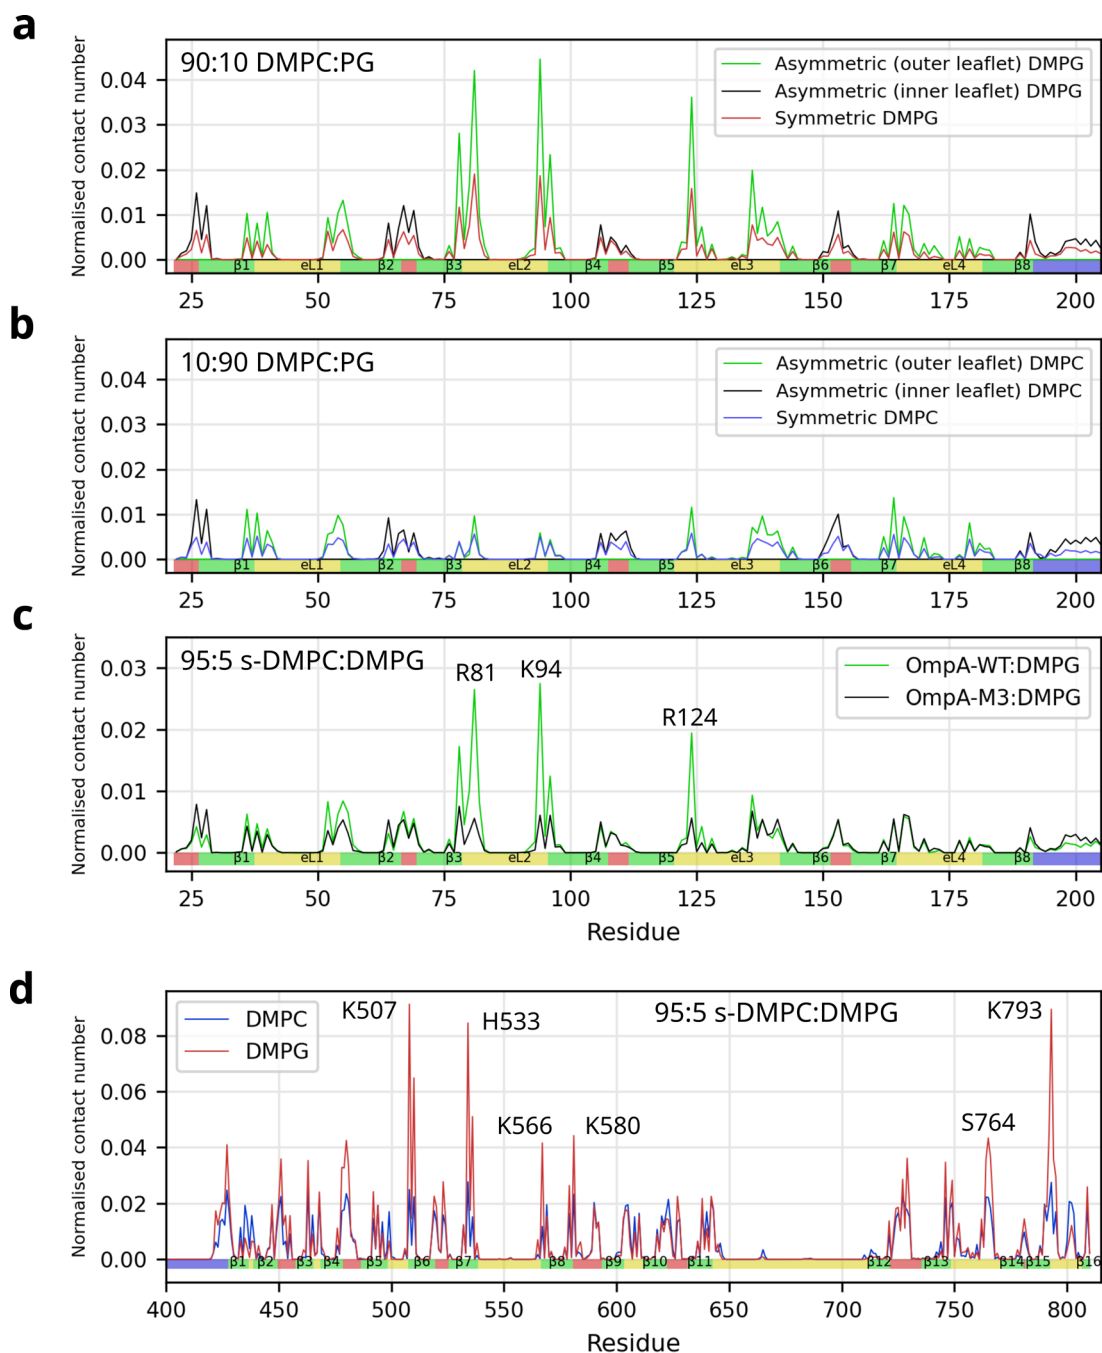 a
Normalised contact number
90:10 DMPC:PG
Asymmetric (outer leaflet) DMPG
Asymmetric (inner leaflet) DMPG
Symmetric DMPG
0.04
0.03
0.02
0.01
0.00
β1 eL1 β2 β3 eL2 β4 β5 eL3 β6 β7 eL4 β8
25 50 75 100 125 150 175 200
b
Normalised contact number
10:90 DMPC:PG
Asymmetric (outer leaflet) DMPC
Asymmetric (inner leaflet) DMPC
Symmetric DMPC
0.04
0.03
0.02
0.01
0.00
β1 eL1 β2 β3 eL2 β4 β5 eL3 β6 β7 eL4 β8
25 50 75 100 125 150 175 200
c
Normalised contact number
95:5 s-DMPC:DMPG
R81 K94
R124
OmpA-WT:DMPG
OmpA-M3:DMPG
0.03
0.02
0.01
0.00
β1 eL1 β2 β3 eL2 β4 β5 eL3 β6 β7 eL4 β8
25 50 75 100 125 150 175 200
Residue
d
Normalised contact number
DMPC
DMPG
95:5 s-DMPC:DMPG
K507
H533
K566
K580
S764
K793
0.08
0.06
0.04
0.02
0.00
β1 β2 β3 β4 β5 β6 β7 β8 β9 β10 β11 β12 β13 β14 β15 β16
400 450 500 550 600 650 700 750 800
Residue